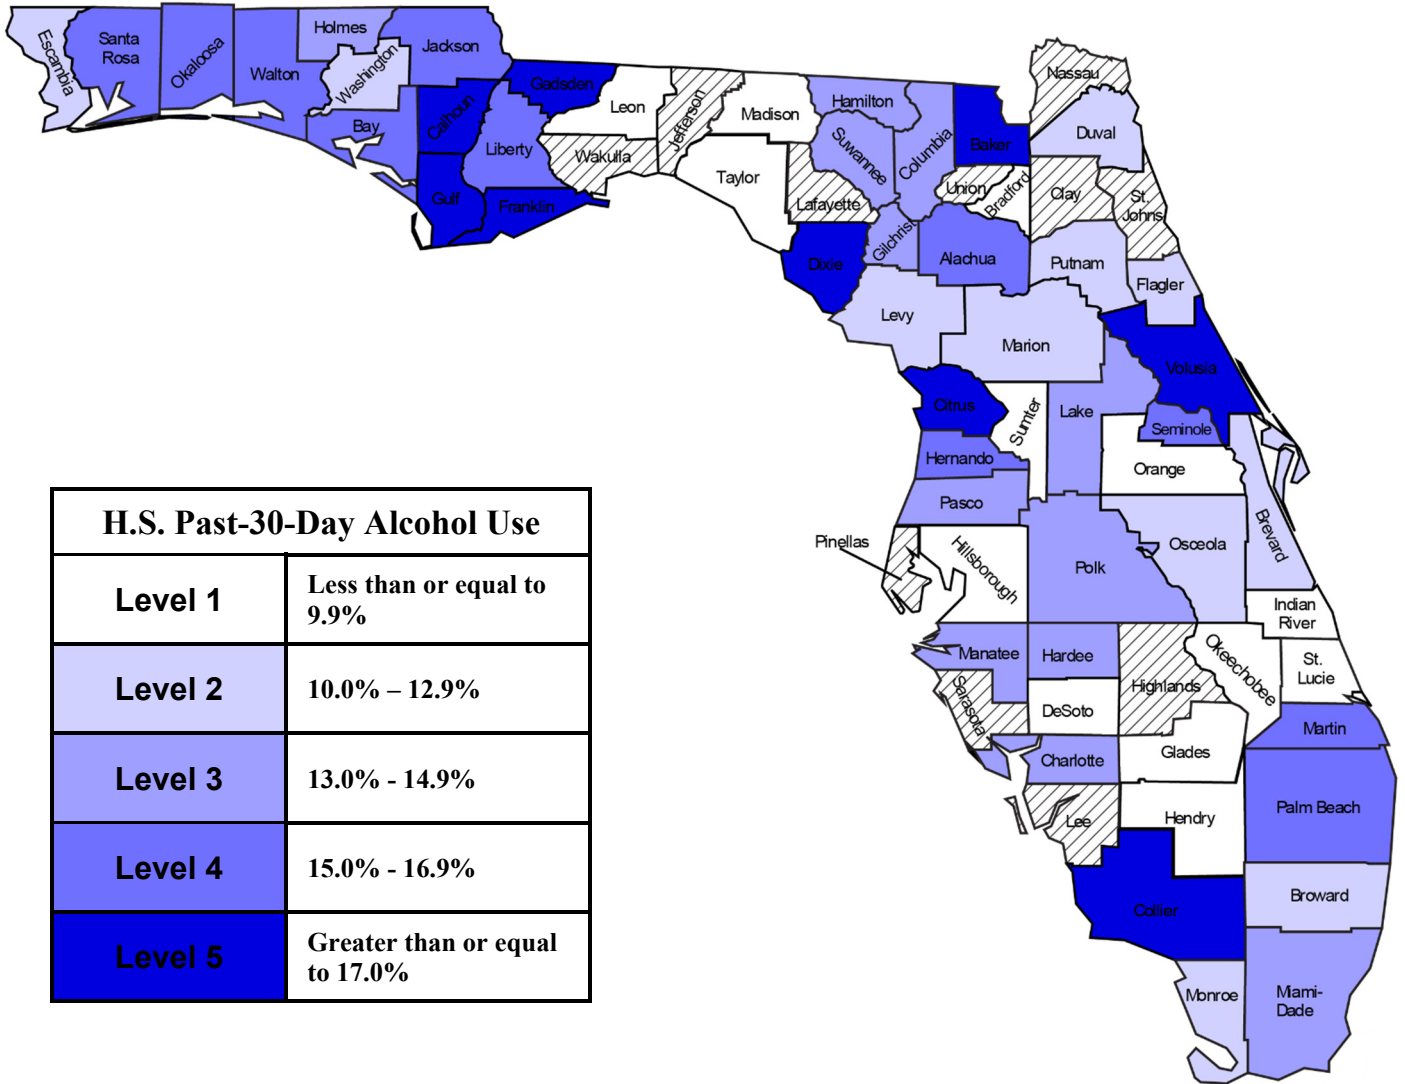 Escambia
Santa
Rosa
Okaloosa
Walton
Holmes
Washington
Jackson
Bay
Calhoun
Gulf
Liberty
Gadsden
Franklin
Leon
Wakulla
Jefferson
Madison
Taylor
Hamilton
Suwannee
Lafayette
Columbia
Baker
Nassau
Duval
Union
Bradford
Clay
St.
Johns
Dixie
Gilchrist
Alachua
Putnam
Flagler
Levy
Marion
Volusia
Citrus
Sumter
Lake
Seminole
Hernando
Orange
Pasco
Pinellas
Hillsborough
Polk
Osceola
Brevard
Indian
River
Manatee
Hardee
Highlands
Okeechobee
St.
Lucie
Sarasota
DeSoto
Martin
Charlotte
Glades
Lee
Hendry
Palm Beach
Collier
Broward
Monroe
Miami-
Dade
H.S. Past-30-Day Alcohol Use
Level 1
Less than or equal to
9.9%
Level 2
10.0% – 12.9%
Level 3
13.0% - 14.9%
Level 4
15.0% - 16.9%
Level 5
Greater than or equal
to 17.0%